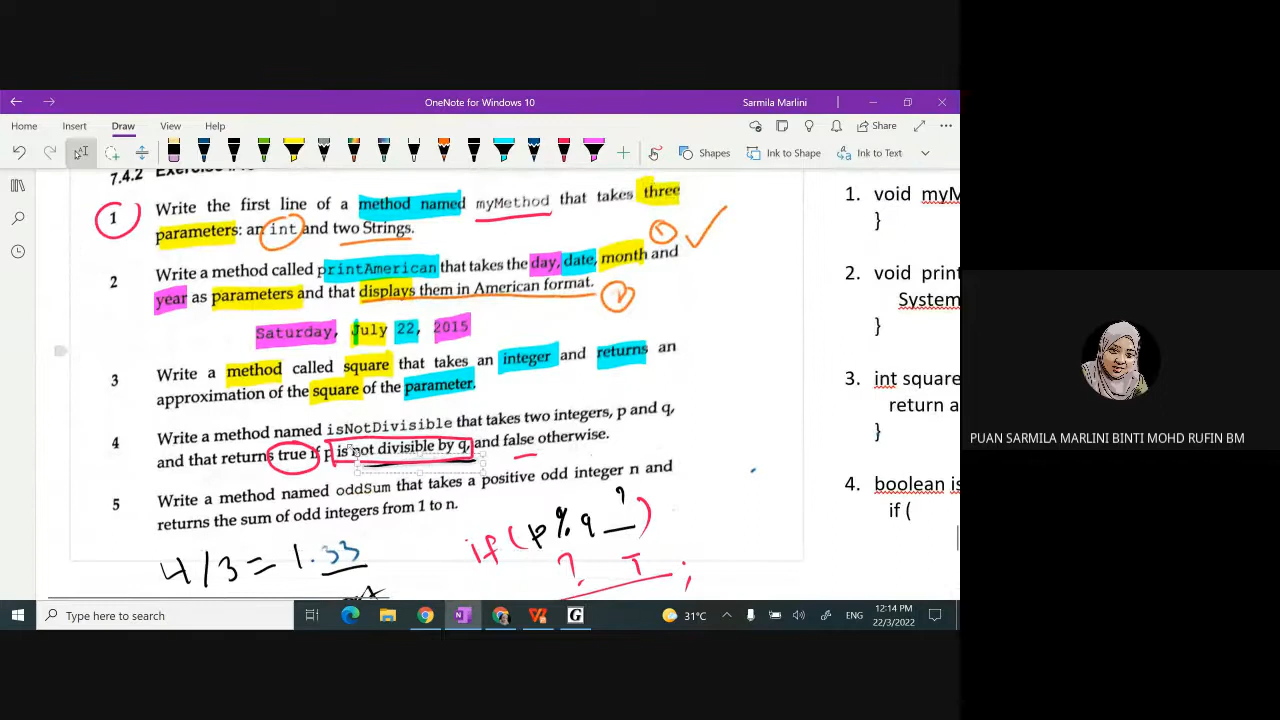 OneNote for Windows 10
Sarmila Marlini
Home Insert Draw View Help
Share
Shapes
Ink to Shape
Ink to Text
7.4.2
1 Write the first line of a method named myMethod that takes three
parameters: an int and two Strings.
2 Write a method called printAmerican that takes the day, date, month and
year as parameters and that displays them in American format.
Saturday, July 22, 2015
3 Write a method called square that takes an integer and returns an
approximation of the square of the parameter.
4 Write a method named isNotDivisible that takes two integers, p and q,
and that returns true if p is not divisible by q, and false otherwise.
5 Write a method named oddSum that takes a positive odd integer n and
returns the sum of odd integers from 1 to n.
4/3 = 1.33
if (p % q __ )
?
? T ;
1. void myM
}
2. void print
System
}
3. int square
return a
}
4. boolean is
if (
PUAN SARMILA MARLINI BINTI MOHD RUFIN BM
Type here to search
31°C
ENG
12:14 PM
22/3/2022